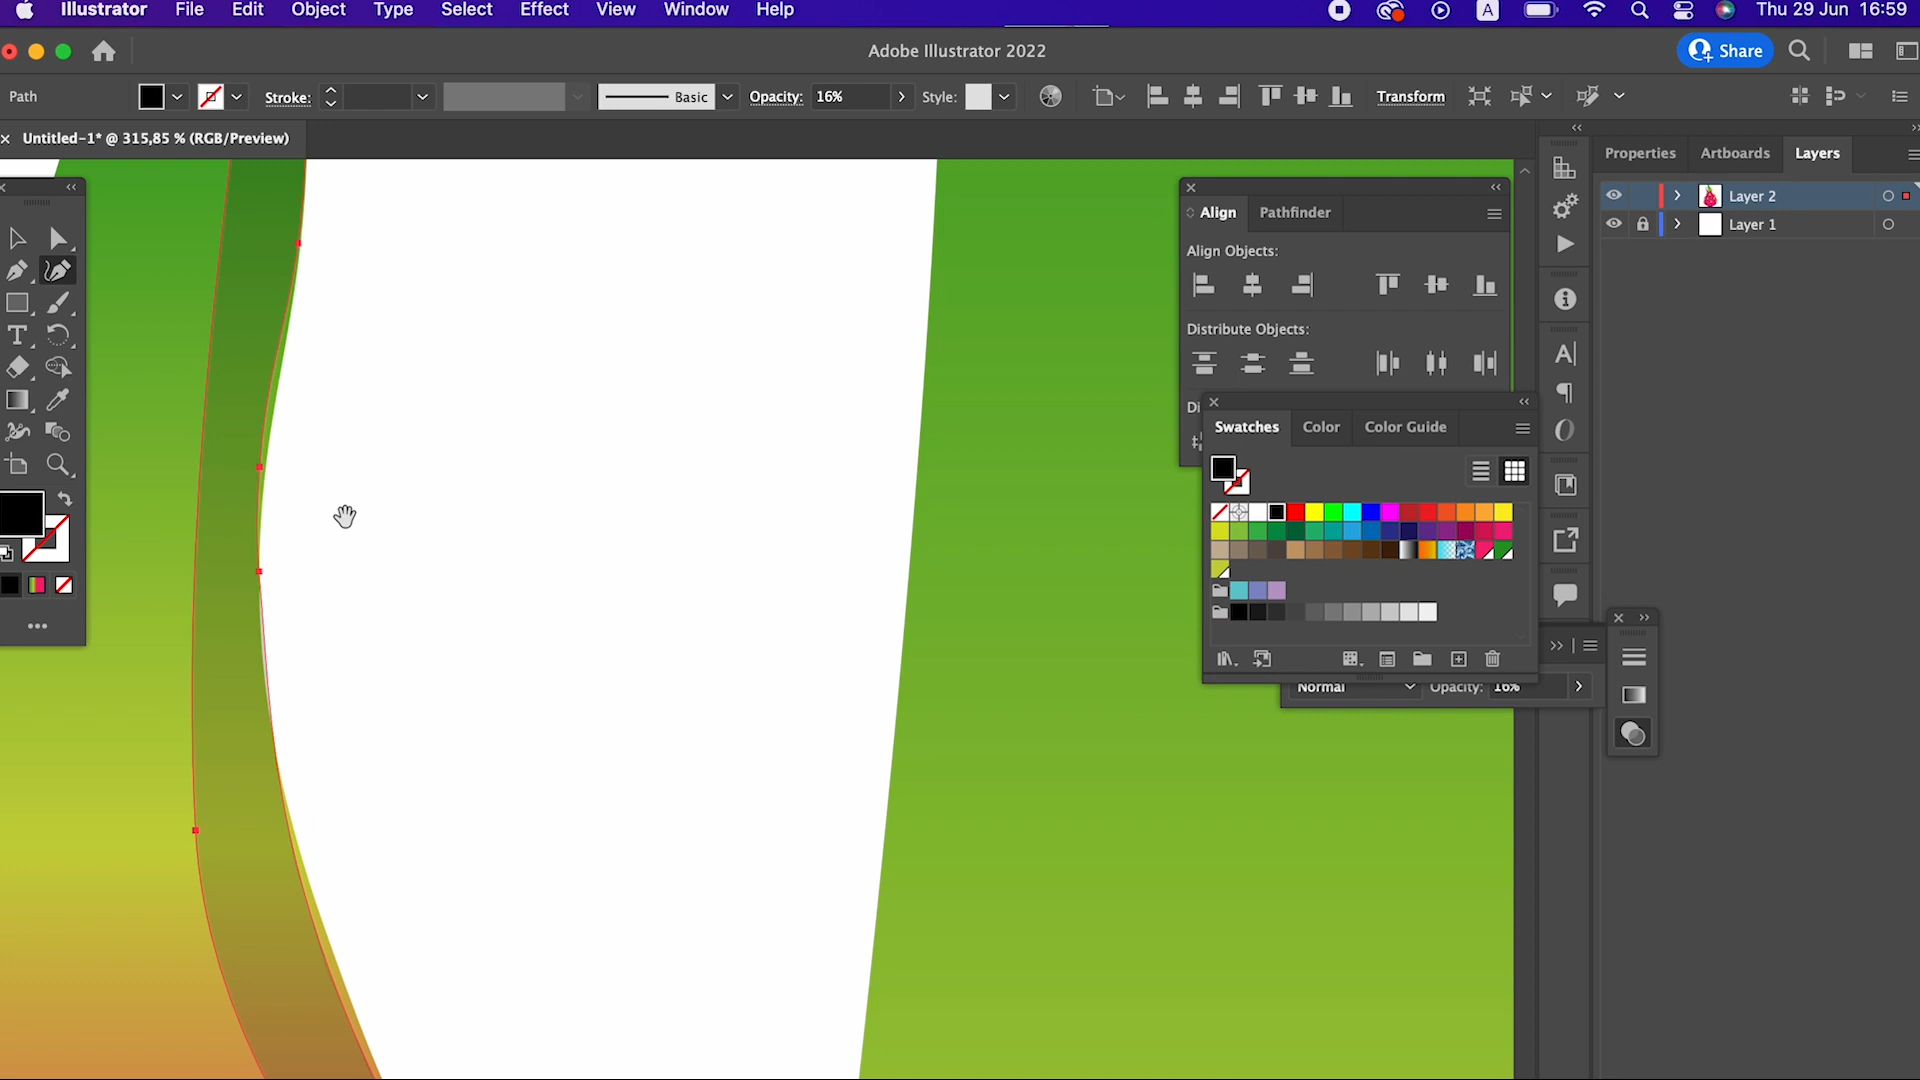 Illustrator File Edit Object Type Select Effect View Window Help A Thu 29 Jun 16:59
Adobe Illustrator 2022 Share
Path Stroke: Basic Opacity: 16% Style: Transform
Untitled-1* @ 315,85 % (RGB/Preview)
Properties Artboards Layers
Layer 2
Layer 1
Align Pathfinder
Align Objects:
Distribute Objects:
Di
Swatches Color Color Guide
Normal Opacity: 16%